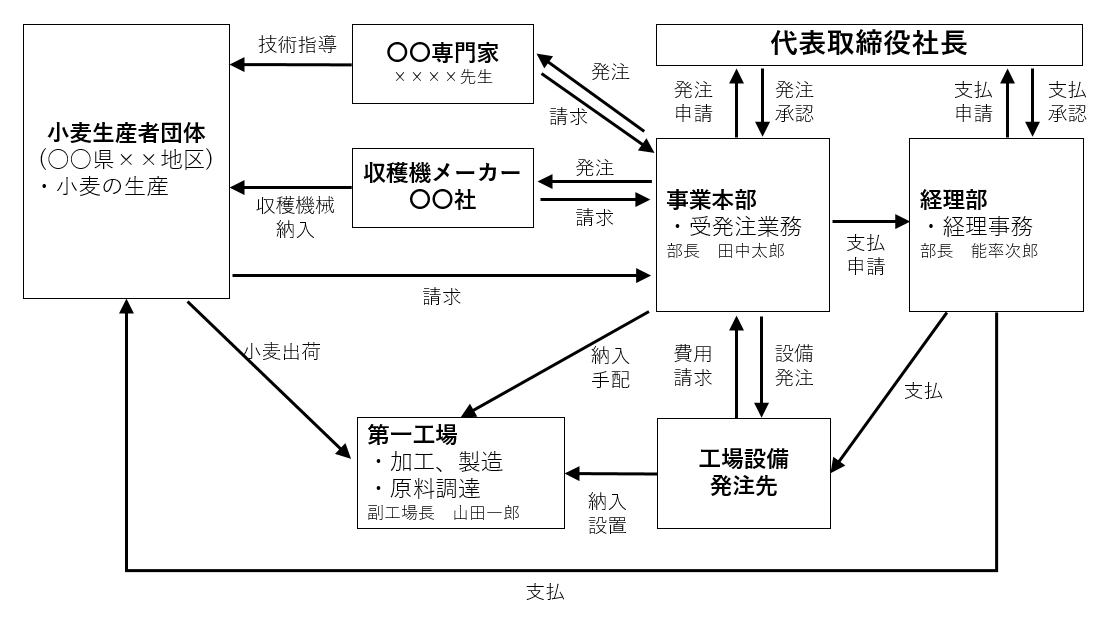 技術指導
〇〇専門家
××××先生
代表取締役社長
発注
請求
発注
申請
発注
承認
支払
申請
支払
承認
小麦生産者団体
(〇〇県××地区)
・小麦の生産
収穫機メーカー
〇〇社
収穫機械
納入
発注
請求
事業本部
・受発注業務
部長　田中太郎
支払
申請
経理部
・経理事務
部長　能率次郎
請求
小麦出荷
納入
手配
費用
請求
設備
発注
支払
第一工場
・加工、製造
・原料調達
副工場長　山田一郎
納入
設置
工場設備
発注先
支払